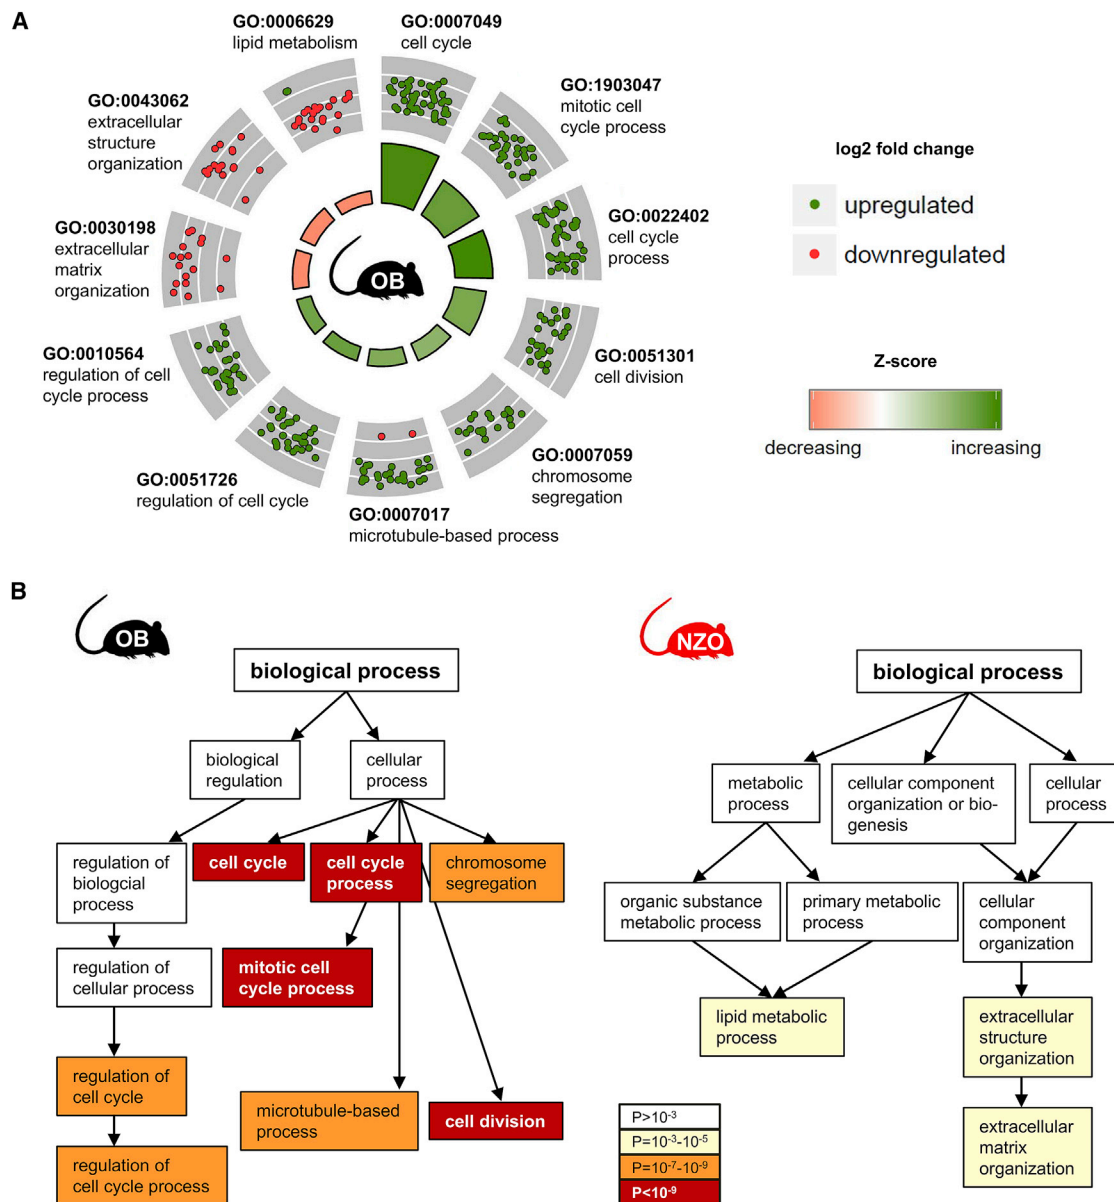 A
GO:0006629
lipid metabolism
GO:0007049
cell cycle
GO:1903047
mitotic cell
cycle process
GO:0043062
extracellular
structure
organization
log2 fold change
upregulated
downregulated
GO:0022402
cell cycle
process
GO:0030198
extracellular
matrix
organization
OB
GO:0010564
regulation of cell
cycle process
GO:0051301
cell division
Z-score
decreasing
increasing
GO:0051726
regulation of cell cycle
GO:0007059
chromosome
segregation
GO:0007017
microtubule-based process
B
OB
biological process
biological
regulation
cellular
process
regulation of
biologcial
process
cell cycle
cell cycle
process
chromosome
segregation
regulation of
cellular process
mitotic cell
cycle process
regulation of
cell cycle
microtubule-based
process
cell division
regulation of
cell cycle process
NZO
biological process
metabolic
process
cellular component
organization or bio-
genesis
cellular
process
organic substance
metabolic process
primary metabolic
process
cellular
component
organization
lipid metabolic
process
extracellular
structure
organization
extracellular
matrix
organization
P>10⁻³
P=10⁻³-10⁻⁵
P=10⁻⁷-10⁻⁹
P<10⁻⁹